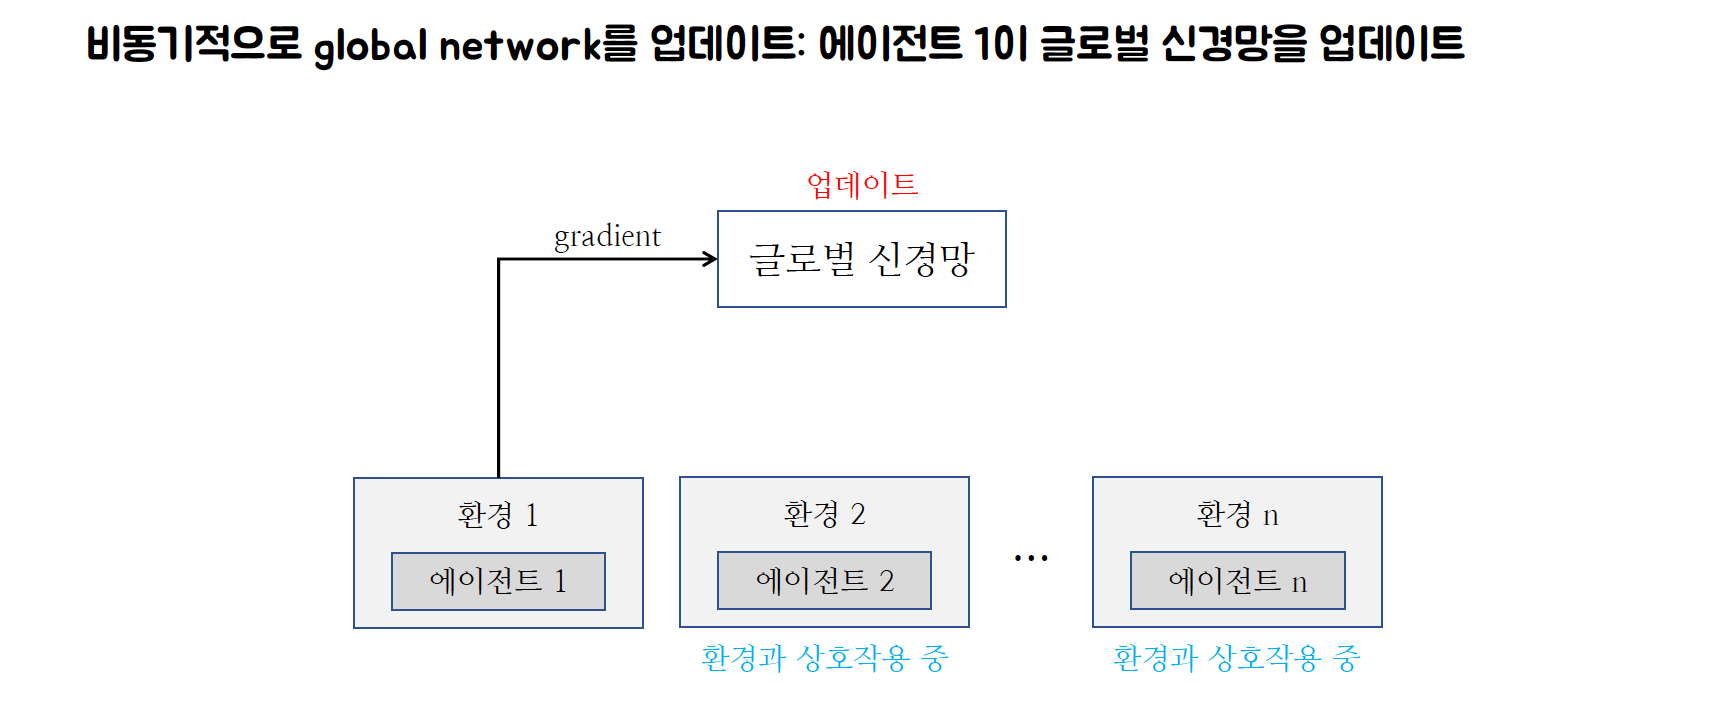 비동기적으로 global network를 업데이트: 에이전트 1이 글로벌 신경망을 업데이트
업데이트
gradient
글로벌 신경망
환경 1
환경 2
환경 n
에이전트 1
에이전트 2
...
에이전트 n
환경과 상호작용 중
환경과 상호작용 중